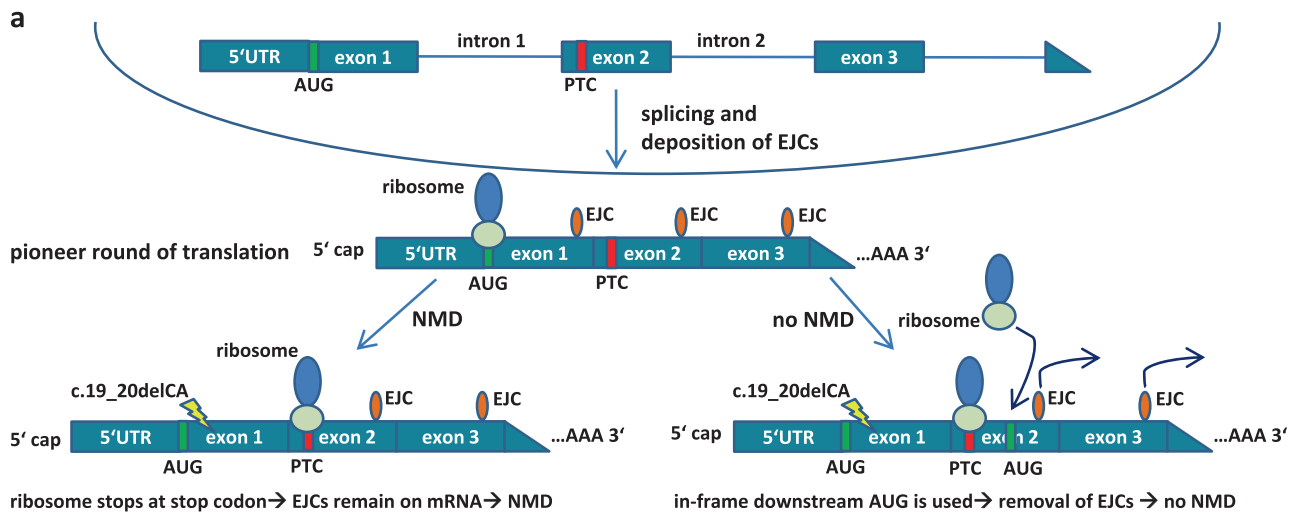 a
5‘UTR exon 1 intron 1 exon 2 intron 2 exon 3
AUG PTC
splicing and
deposition of EJCs
ribosome
EJC EJC EJC
pioneer round of translation 5‘ cap 5‘UTR exon 1 exon 2 exon 3 ...AAA 3‘
AUG PTC
NMD
no NMD
ribosome
ribosome
c.19_20delCA EJC EJC
5‘ cap 5‘UTR exon 1 exon 2 exon 3 ...AAA 3‘
AUG PTC
ribosome stops at stop codon→ EJCs remain on mRNA→ NMD
c.19_20delCA EJC EJC
5‘ cap 5‘UTR exon 1 exon 2 exon 3 ...AAA 3‘
AUG PTC AUG
in-frame downstream AUG is used→ removal of EJCs → no NMD